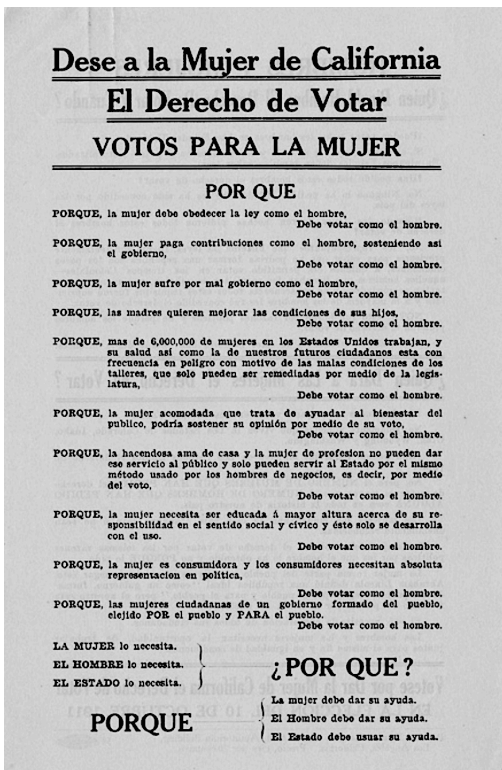 Dese a la Mujer de California
El Derecho de Votar
VOTOS PARA LA MUJER
POR QUE
PORQUE, la mujer debe obedecer la ley como el hombre,
Debe votar como el hombre.
PORQUE, la mujer paga contribuciones como el hombre, sosteniendo asi
el gobierno,
Debe votar como el hombre.
PORQUE, la mujer sufre por mal gobierno como el hombre,
Debe votar como el hombre.
PORQUE, las madres quieren mejorar las condiciones de sus hijos,
Debe votar como el hombre.
PORQUE, mas de 6,000,000 de mujeres en los Estados Unidos trabajan, y
su salud así como la de nuestros futuros ciudadanos esta con
frecuencia en peligro con motivo de las malas condiciones de los
talleres, que solo pueden ser remediadas por medio de la legis-
latura,
Debe votar como el hombre.
PORQUE, la mujer acomodada que trata de ayuadar al bienestar del
publico, podría sostener su opinión por medio de su voto,
Debe votar como el hombre.
PORQUE, la hacendosa ama de casa y la mujer de profesion no pueden dar
ese servicio al público y solo pueden servir al Estado por el mismo
método usado por los hombres de negocios, es decir, por medio
del voto,
Debe votar como el hombre.
PORQUE, la mujer necesita ser educada á mayor altura acerca de su re-
sponsibilidad en el sentido social y cívico y éste solo se desarrolla
con el uso.
Debe votar como el hombre.
PORQUE, la mujer es consumidora y los consumidores necesitan absoluta
representacion en política,
Debe votar como el hombre.
PORQUE, las mujeres ciudadanas de un gobierno formado del pueblo,
elejido POR el pueblo y PARA el pueblo.
Debe votar como el hombre.
LA MUJER lo necesita.
EL HOMBRE lo necesita.
EL ESTADO lo necesita.
¿POR QUE?
PORQUE
La mujer debe dar su ayuda.
El Hombre debe dar su ayuda.
El Estado debe usuar su ayuda.